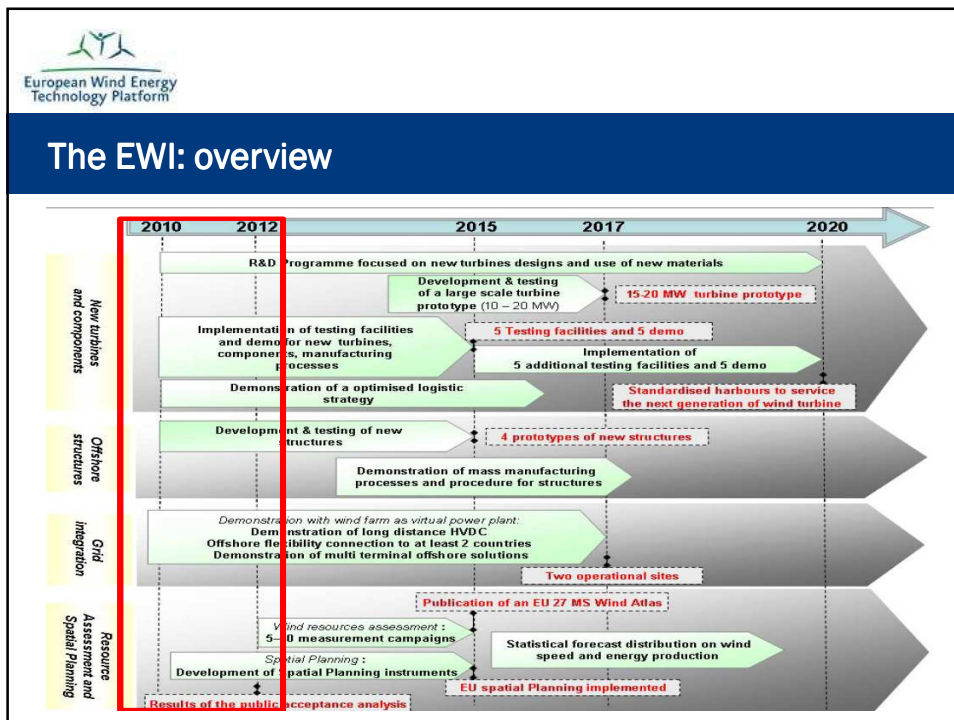 European Wind Energy
Technology Platform
The EWI: overview
2010 2012 2015 2017 2020
New turbines
and components
R&D Programme focused on new turbines designs and use of new materials
Development & testing
of a large scale turbine
prototype (10 – 20 MW)
15-20 MW turbine prototype
Implementation of testing facilities
and demo for new turbines,
components, manufacturing
processes
5 Testing facilities and 5 demo
Implementation of
5 additional testing facilities and 5 demo
Demonstration of a optimised logistic
strategy
Standardised harbours to service
the next generation of wind turbine
Offshore
structures
Development & testing of new
structures
4 prototypes of new structures
Demonstration of mass manufacturing
processes and procedure for structures
Grid
integration
Demonstration with wind farm as virtual power plant:
Demonstration of long distance HVDC
Offshore flexibility connection to at least 2 countries
Demonstration of multi terminal offshore solutions
Two operational sites
Resource
Assessment and
Spatial Planning
Publication of an EU 27 MS Wind Atlas
Wind resources assessment :
measurement campaigns
Statistical forecast distribution on wind
speed and energy production
Spatial Planning :
Development of Spatial Planning instruments
EU spatial Planning implemented
Results of the public acceptance analysis